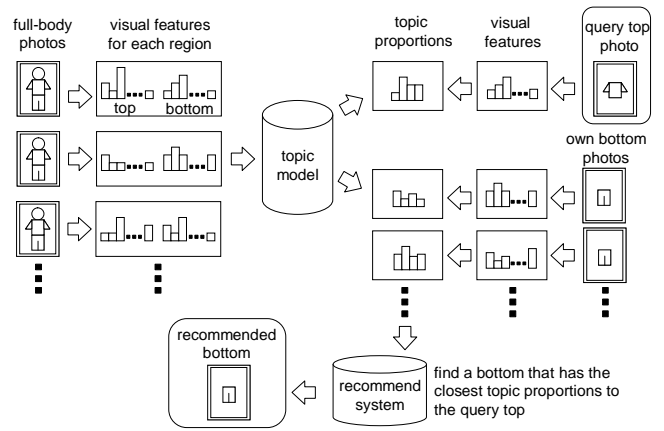 full-body
photos
visual features
for each region
top
bottom
topic
model
topic
proportions
visual
features
query top
photo
own bottom
photos
recommended
bottom
recommend
system
find a bottom that has the
closest topic proportions to
the query top